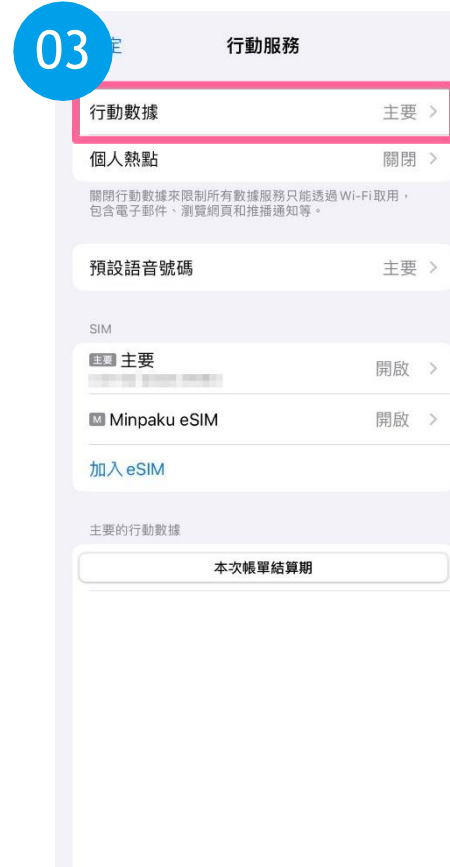 03
定
行動服務
行動數據
主要
個人熱點
關閉
關閉行動數據來限制所有數據服務只能透過 Wi-Fi 取用，
包含電子郵件、瀏覽網頁和推播通知等。
預設語音號碼
主要
SIM
主要 主要
開啟
M Minpaku eSIM
開啟
加入 eSIM
主要的行動數據
本次帳單結算期